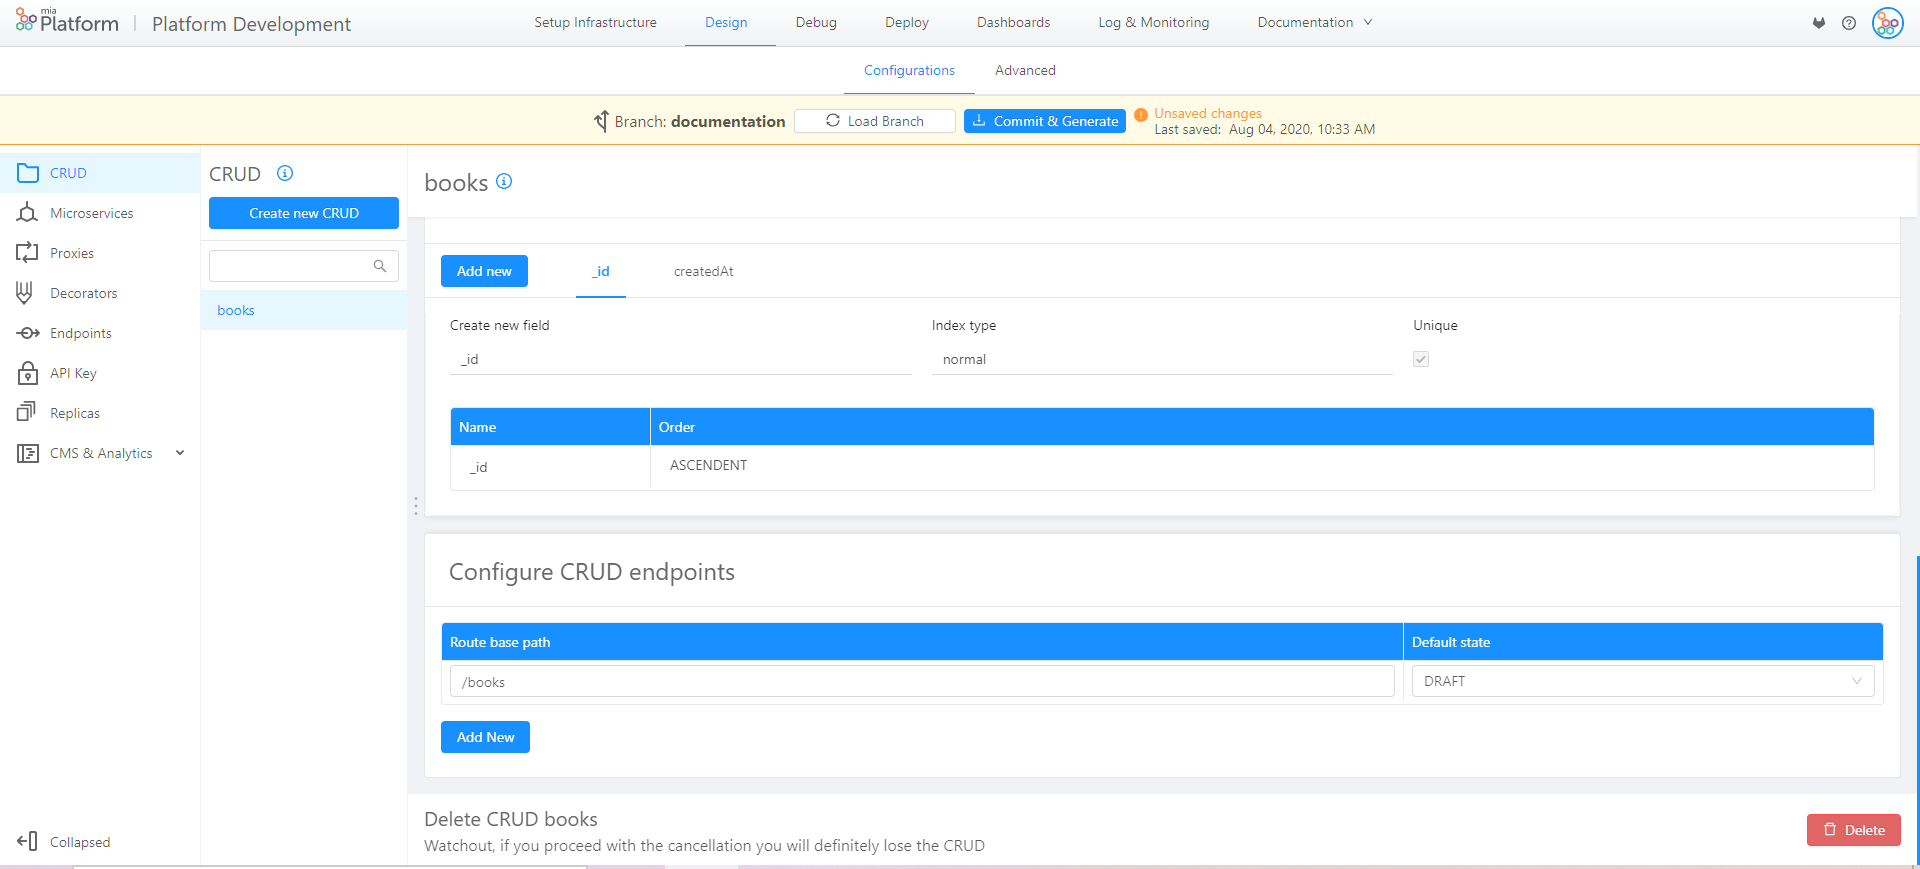 mia
Platform
Platform Development
Setup Infrastructure
Design
Debug
Deploy
Dashboards
Log & Monitoring
Documentation
Configurations
Advanced
Branch: documentation
Load Branch
Commit & Generate
Unsaved changes
Last saved: Aug 04, 2020, 10:33 AM
CRUD
Microservices
Proxies
Decorators
Endpoints
API Key
Replicas
CMS & Analytics
Collapsed
CRUD
Create new CRUD
books
books
Add new
_id
createdAt
Create new field
Index type
Unique
_id
normal
Name
Order
_id
ASCENDENT
Configure CRUD endpoints
Route base path
Default state
/books
DRAFT
Add New
Delete CRUD books
Watchout, if you proceed with the cancellation you will definitely lose the CRUD
Delete